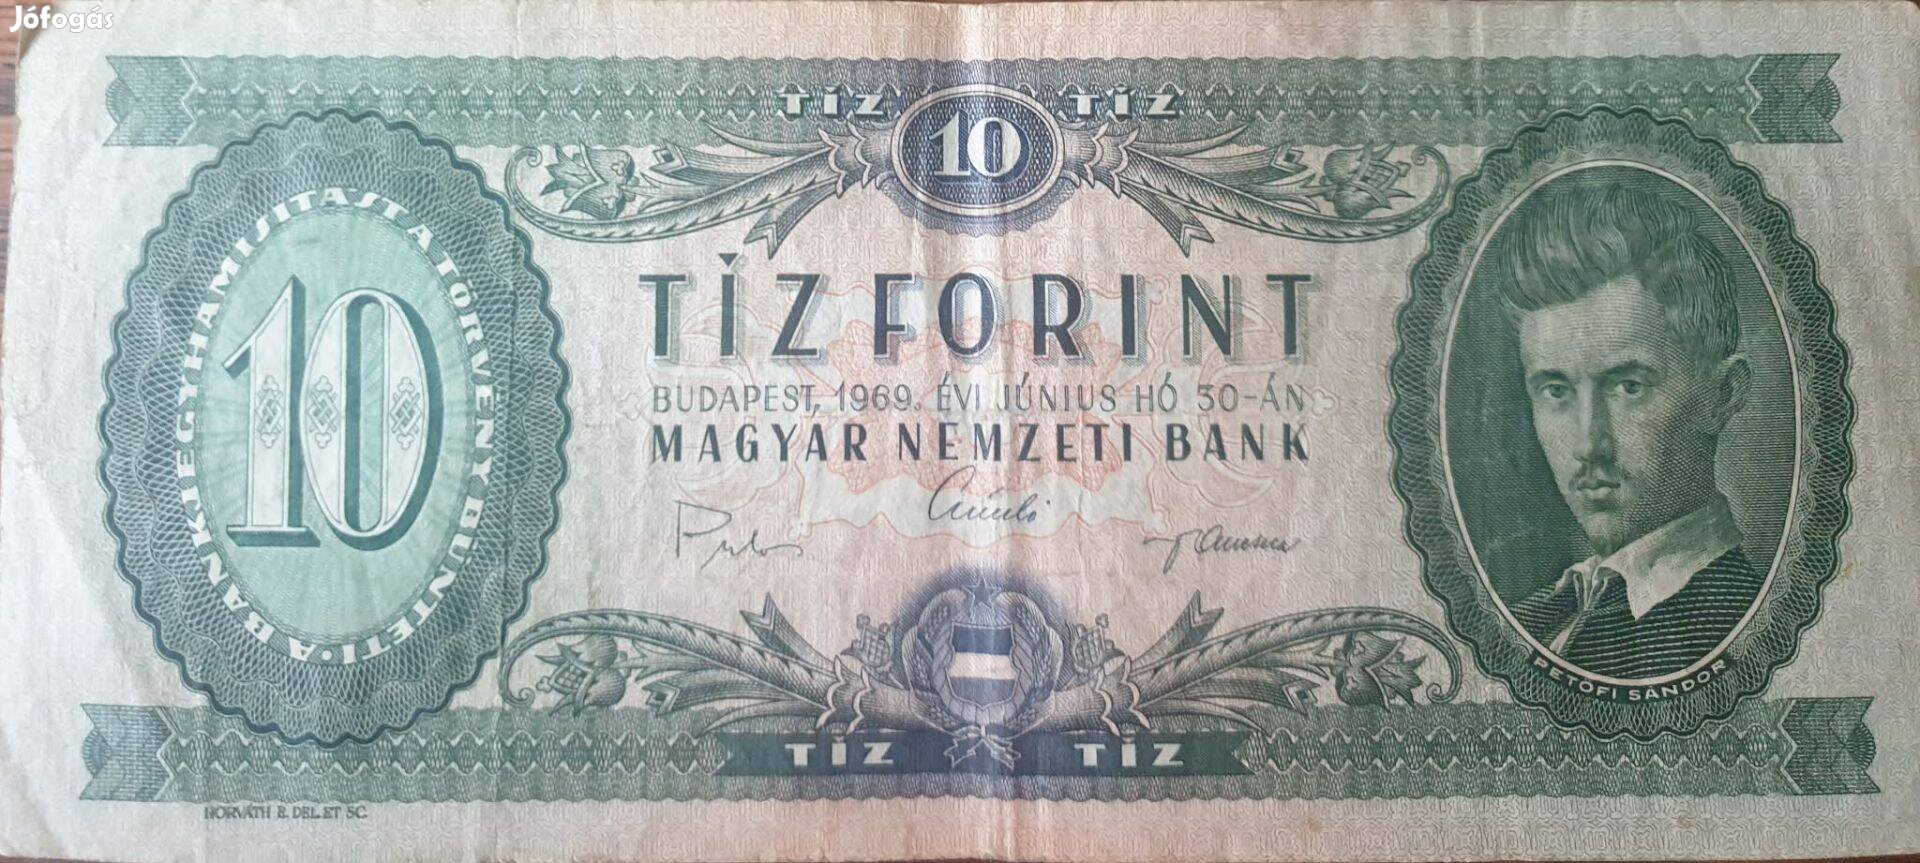 Jófogás
TÍZ 10 TÍZ
10
A BANKJEGYHAMISÍTÁST A TÖRVÉNY BÜNTETI ·
TÍZ FORINT
BUDAPEST, 1969. ÉVI JÚNIUS HÓ 30-ÁN
MAGYAR NEMZETI BANK
PETŐFI SÁNDOR
TÍZ TÍZ
HORVÁTH E. DEL. ET SC.